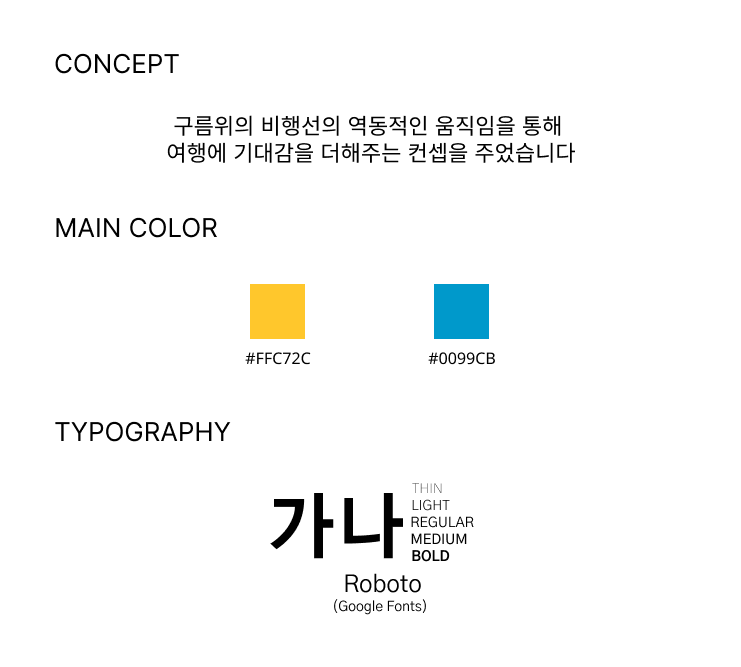 CONCEPT
구름위의 비행선의 역동적인 움직임을 통해
여행에 기대감을 더해주는 컨셉을 주었습니다
MAIN COLOR
#FFC72C
#0099CB
TYPOGRAPHY
가나
THIN
LIGHT
REGULAR
MEDIUM
BOLD
Roboto
(Google Fonts)